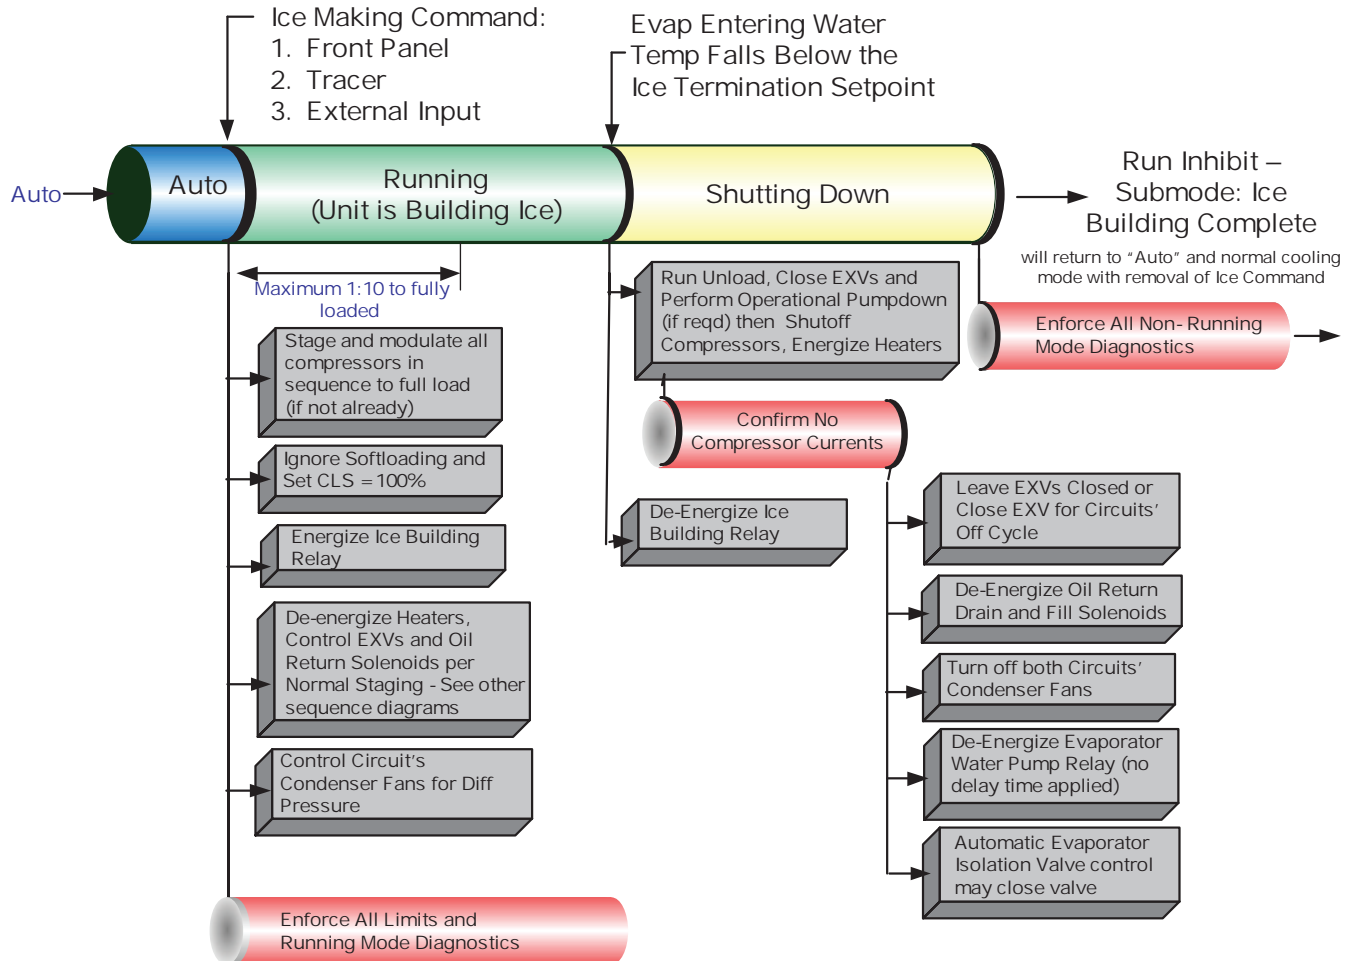 Ice Making Command:
1. Front Panel
2. Tracer
3. External Input
Evap Entering Water
Temp Falls Below the
Ice Termination Setpoint
Auto
Auto
Running
(Unit is Building Ice)
Shutting Down
Run Inhibit –
Submode: Ice
Building Complete
will return to "Auto" and normal cooling
mode with removal of Ice Command
Maximum 1:10 to fully
loaded
Stage and modulate all
compressors in
sequence to full load
(if not already)
Ignore Softloading and
Set CLS = 100%
Energize Ice Building
Relay
De-energize Heaters,
Control EXVs and Oil
Return Solenoids per
Normal Staging - See other
sequence diagrams
Control Circuit's
Condenser Fans for Diff
Pressure
Enforce All Limits and
Running Mode Diagnostics
Run Unload, Close EXVs and
Perform Operational Pumpdown
(if reqd) then Shutoff
Compressors, Energize Heaters
Confirm No
Compressor Currents
De-Energize Ice
Building Relay
Enforce All Non- Running
Mode Diagnostics
Leave EXVs Closed or
Close EXV for Circuits'
Off Cycle
De-Energize Oil Return
Drain and Fill Solenoids
Turn off both Circuits'
Condenser Fans
De-Energize Evaporator
Water Pump Relay (no
delay time applied)
Automatic Evaporator
Isolation Valve control
may close valve